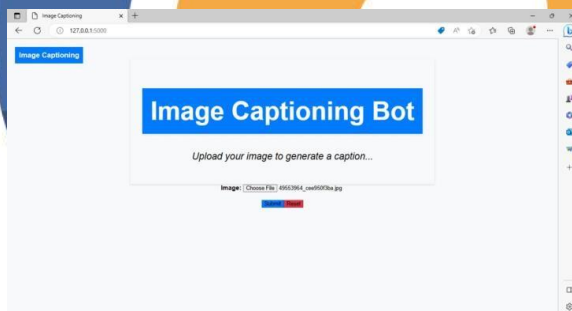 Image Captioning
127.0.0.1:5000
Image Captioning
Image Captioning Bot
Upload your image to generate a caption...
Image: Choose File 49553964_cee950f3ba.jpg
Submit Reset